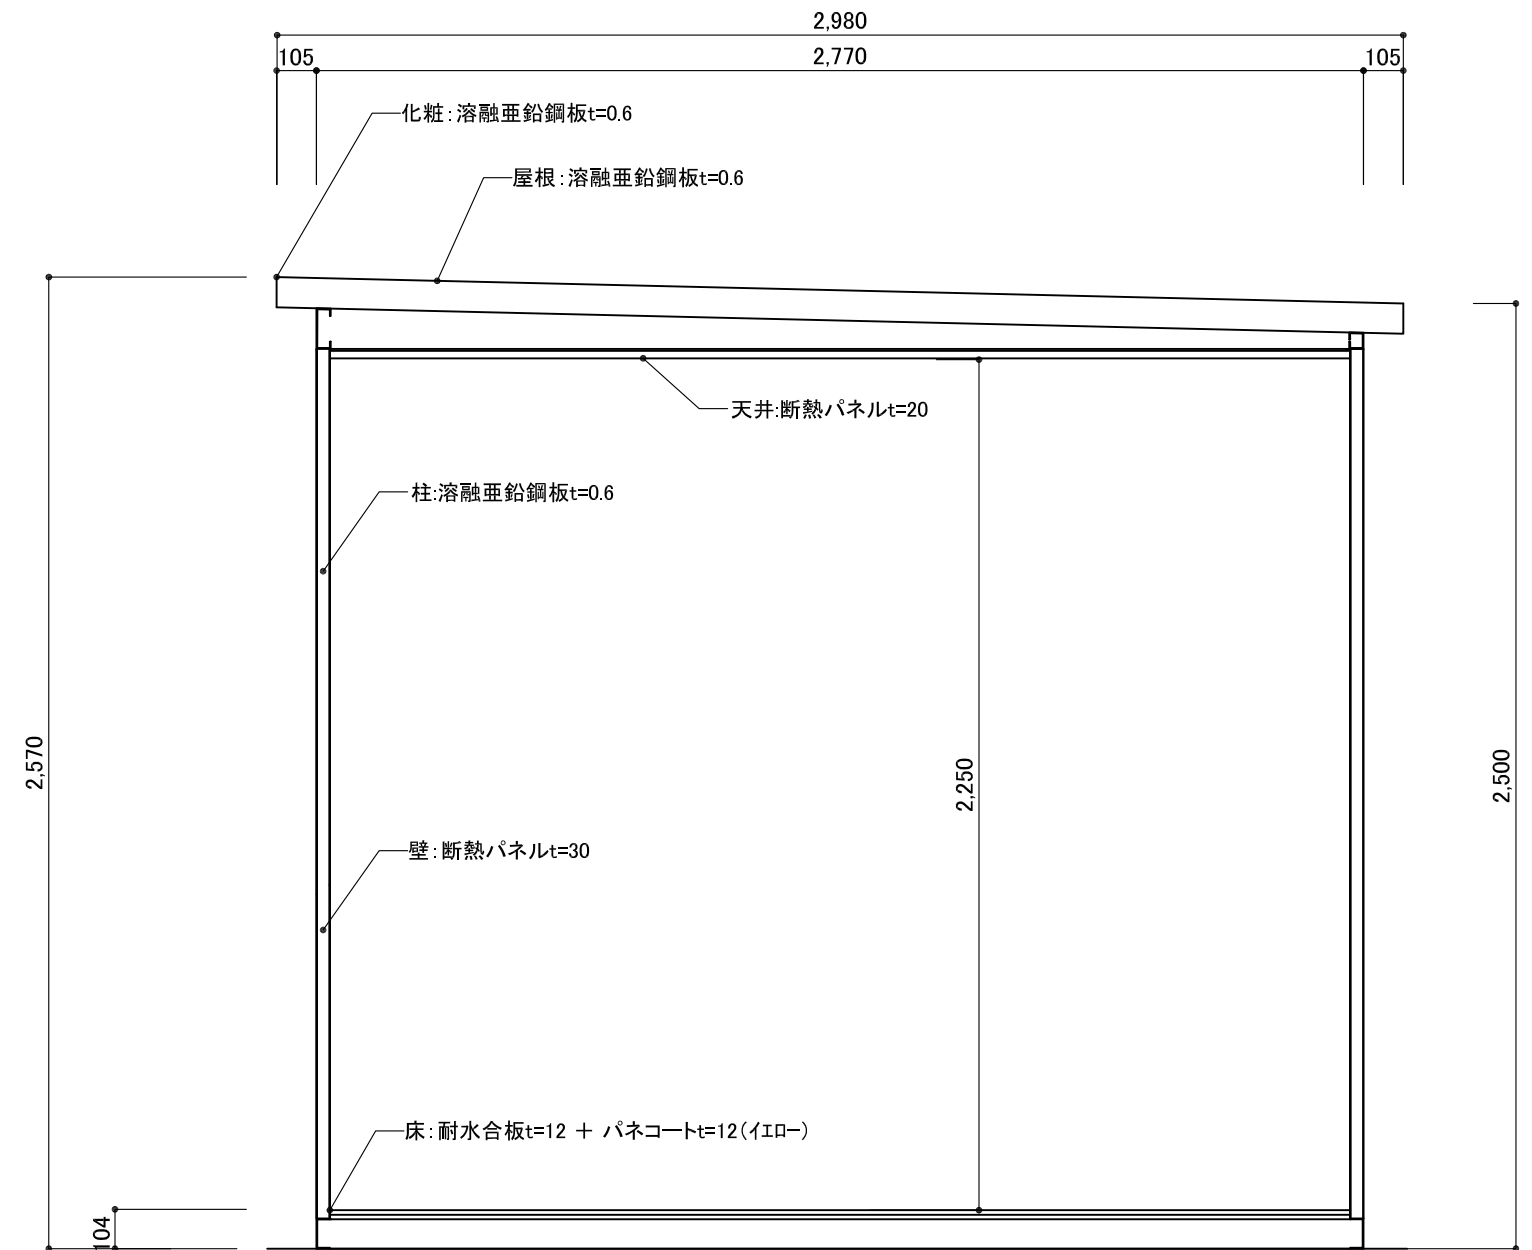 2,980
105
2,770
105
化粧:溶融亜鉛鋼板t=0.6
屋根:溶融亜鉛鋼板t=0.6
天井:断熱パネルt=20
柱:溶融亜鉛鋼板t=0.6
2,570
2,250
2,500
壁:断熱パネルt=30
床:耐水合板t=12 + パネコートt=12(イエロー)
104